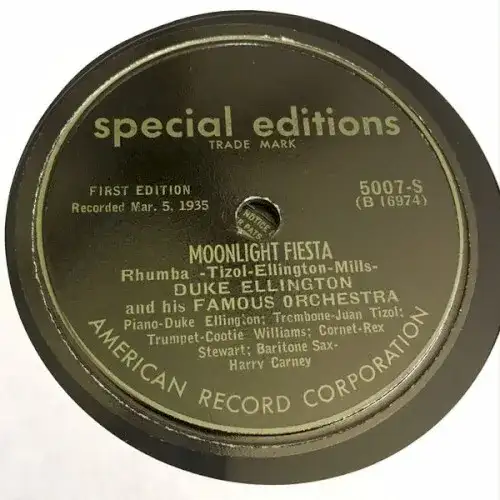 special editions
TRADE MARK
FIRST EDITION
Recorded Mar. 5, 1935
5007-S
(B 16974)
NOTICE
PATS.
MOONLIGHT FIESTA
Rhumba -Tizol-Ellington-Mills-
DUKE ELLINGTON
and his FAMOUS ORCHESTRA
Piano-Duke Ellington; Trombone-Juan Tizol;
Trumpet-Cootie Williams; Cornet-Rex
Stewart; Baritone Sax-
Harry Carney
AMERICAN RECORD CORPORATION